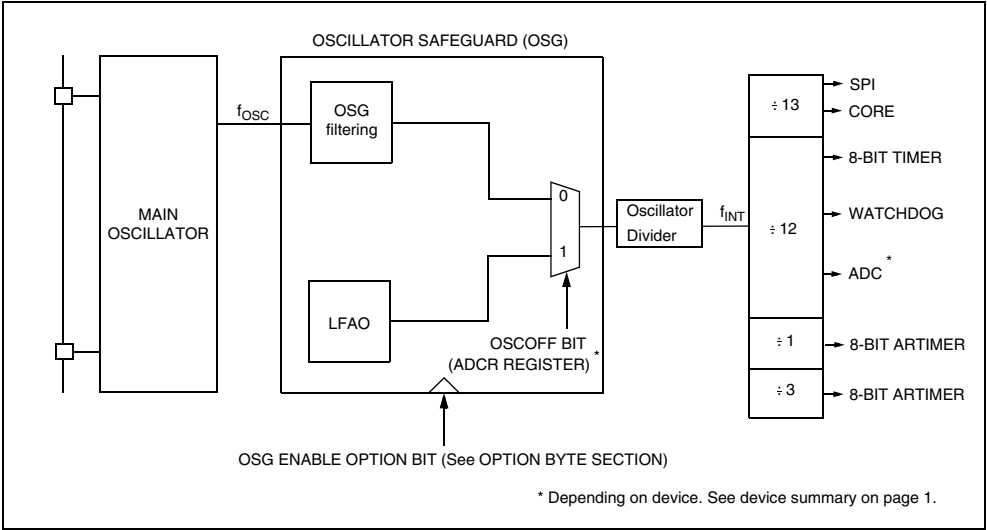 OSCILLATOR SAFEGUARD (OSG)
MAIN
OSCILLATOR
fOSC
OSG
filtering
LFAO
0
1
OSCOFF BIT
(ADCR REGISTER) *
Oscillator
Divider
fINT
÷ 13
÷ 12
÷ 1
÷ 3
SPI
CORE
8-BIT TIMER
WATCHDOG
ADC *
8-BIT ARTIMER
8-BIT ARTIMER
OSG ENABLE OPTION BIT (See OPTION BYTE SECTION)
* Depending on device. See device summary on page 1.